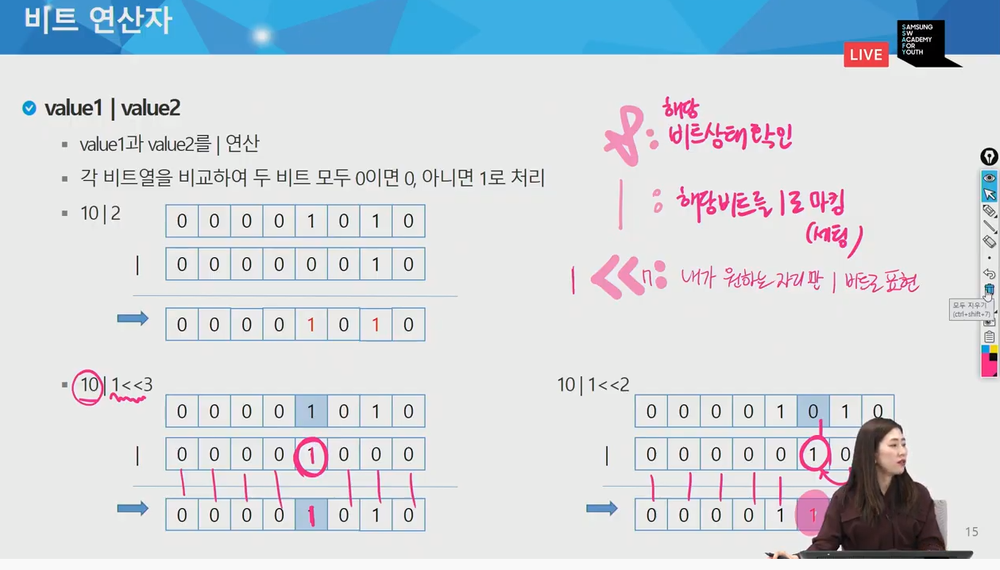 비트 연산자
LIVE
SAMSUNG
SW
ACADEMY
FOR
YOUTH
value1 | value2
value1과 value2를 | 연산
각 비트열을 비교하여 두 비트 모두 0이면 0, 아니면 1로 처리
10 | 2
0 0 0 0 1 0 1 0
| 0 0 0 0 0 0 1 0
0 0 0 0 1 0 1 0
&: 해당
비트상태 확인
| : 해당비트를 1로 마킹
(세팅)
1 << n: 내가 원하는 자리만 1 비트로 표현
모두 지우기
(ctrl+shift+7)
10 | 1<<3
0 0 0 0 1 0 1 0
| 0 0 0 0 1 0 0 0
0 0 0 0 1 0 1 0
10 | 1<<2
0 0 0 0 1 0 1 0
| 0 0 0 0 0 1 0
0 0 0 0 1 1
15